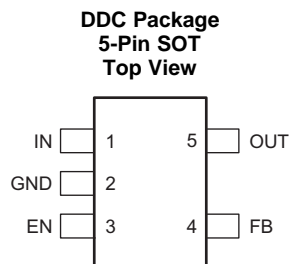 DDC Package
5-Pin SOT
Top View
IN 1 5 OUT
GND 2
EN 3 4 FB